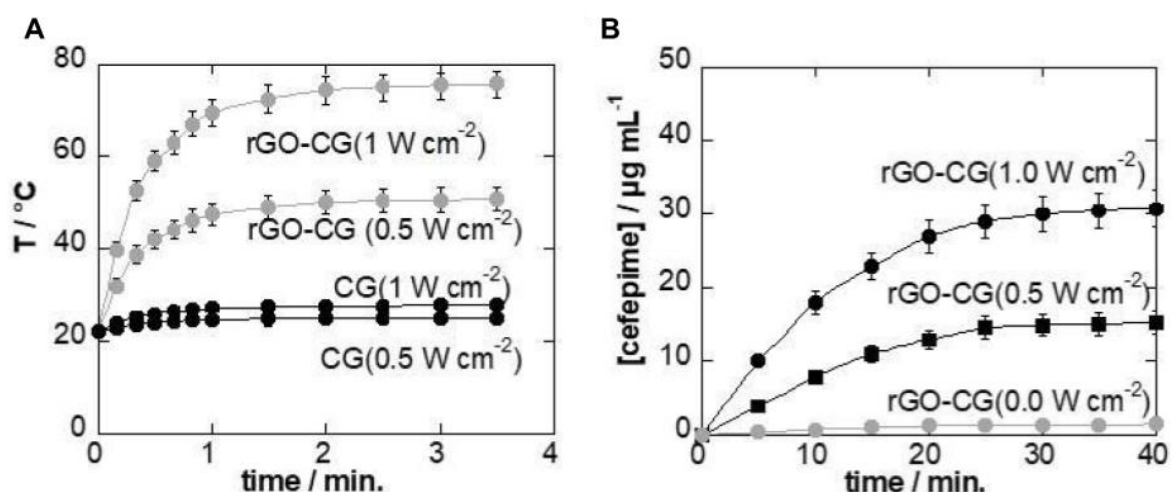 A
80
60
40
20
0
T / °C
rGO-CG(1 W cm⁻²)
rGO-CG (0.5 W cm⁻²)
CG(1 W cm⁻²)
CG(0.5 W cm⁻²)
0 1 2 3 4
time / min.
B
50
40
30
20
10
0
[cefepime] / µg mL⁻¹
rGO-CG(1.0 W cm⁻²)
rGO-CG(0.5 W cm⁻²)
rGO-CG(0.0 W cm⁻²)
0 10 20 30 40
time / min.